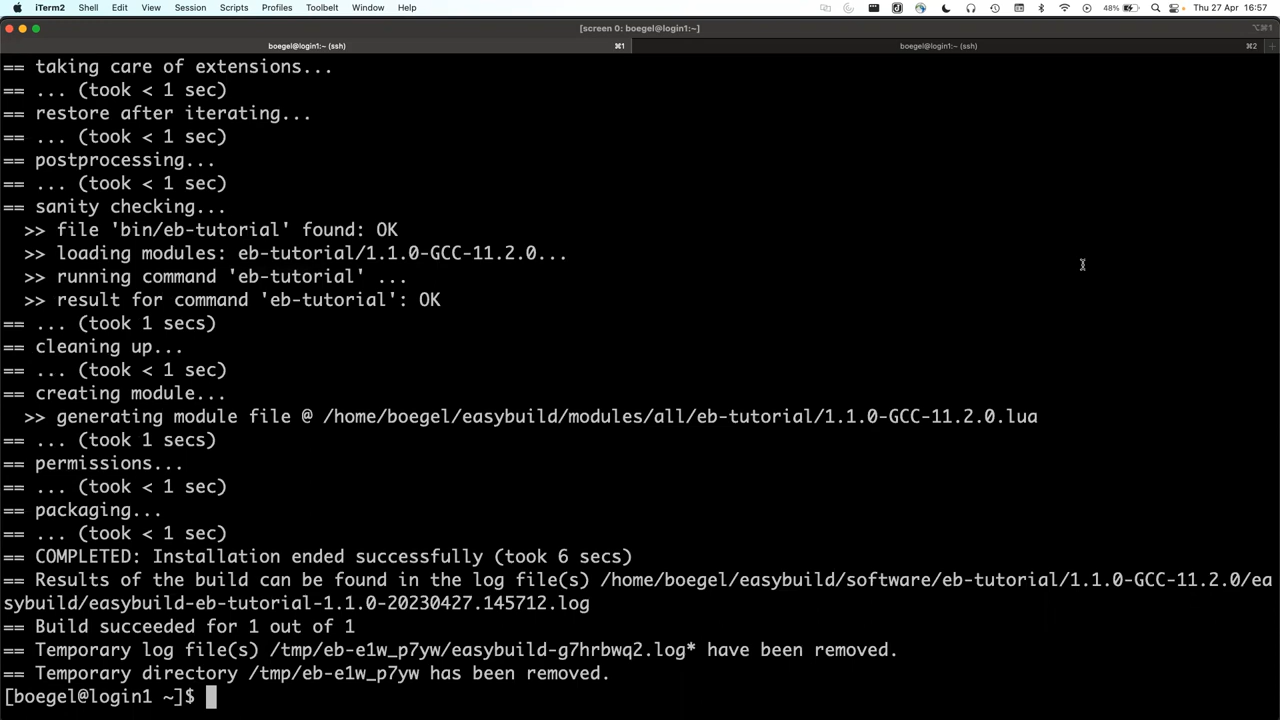 iTerm2 Shell Edit View Session Scripts Profiles Toolbelt Window Help 48% Thu 27 Apr 16:57
[screen 0: boegel@login1:~] ⌥⌘1
boegel@login1:~ (ssh) ⌘1 boegel@login1:~ (ssh) ⌘2 +
== taking care of extensions...
== ... (took < 1 sec)
== restore after iterating...
== ... (took < 1 sec)
== postprocessing...
== ... (took < 1 sec)
== sanity checking...
  >> file 'bin/eb-tutorial' found: OK
  >> loading modules: eb-tutorial/1.1.0-GCC-11.2.0...
  >> running command 'eb-tutorial' ...
  >> result for command 'eb-tutorial': OK
== ... (took 1 secs)
== cleaning up...
== ... (took < 1 sec)
== creating module...
  >> generating module file @ /home/boegel/easybuild/modules/all/eb-tutorial/1.1.0-GCC-11.2.0.lua
== ... (took 1 secs)
== permissions...
== ... (took < 1 sec)
== packaging...
== ... (took < 1 sec)
== COMPLETED: Installation ended successfully (took 6 secs)
== Results of the build can be found in the log file(s) /home/boegel/easybuild/software/eb-tutorial/1.1.0-GCC-11.2.0/ea
sybuild/easybuild-eb-tutorial-1.1.0-20230427.145712.log
== Build succeeded for 1 out of 1
== Temporary log file(s) /tmp/eb-e1w_p7yw/easybuild-g7hrbwq2.log* have been removed.
== Temporary directory /tmp/eb-e1w_p7yw has been removed.
[boegel@login1 ~]$